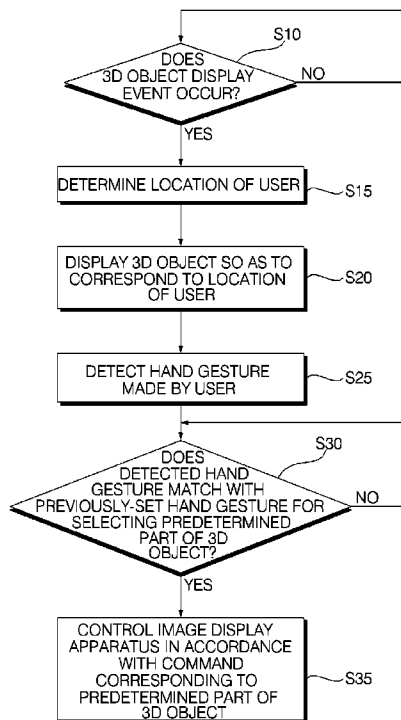 S10
DOES
3D OBJECT DISPLAY
EVENT OCCUR?
NO
YES
DETERMINE LOCATION OF USER
S15
DISPLAY 3D OBJECT SO AS TO
CORRESPOND TO LOCATION
OF USER
S20
DETECT HAND GESTURE
MADE BY USER
S25
S30
DOES
DETECTED HAND
GESTURE MATCH WITH
PREVIOUSLY-SET HAND GESTURE FOR
SELECTING PREDETERMINED
PART OF 3D
OBJECT?
NO
YES
CONTROL IMAGE DISPLAY
APPARATUS IN ACCORDANCE
WITH COMMAND
CORRESPONDING TO
PREDETERMINED PART OF
3D OBJECT
S35